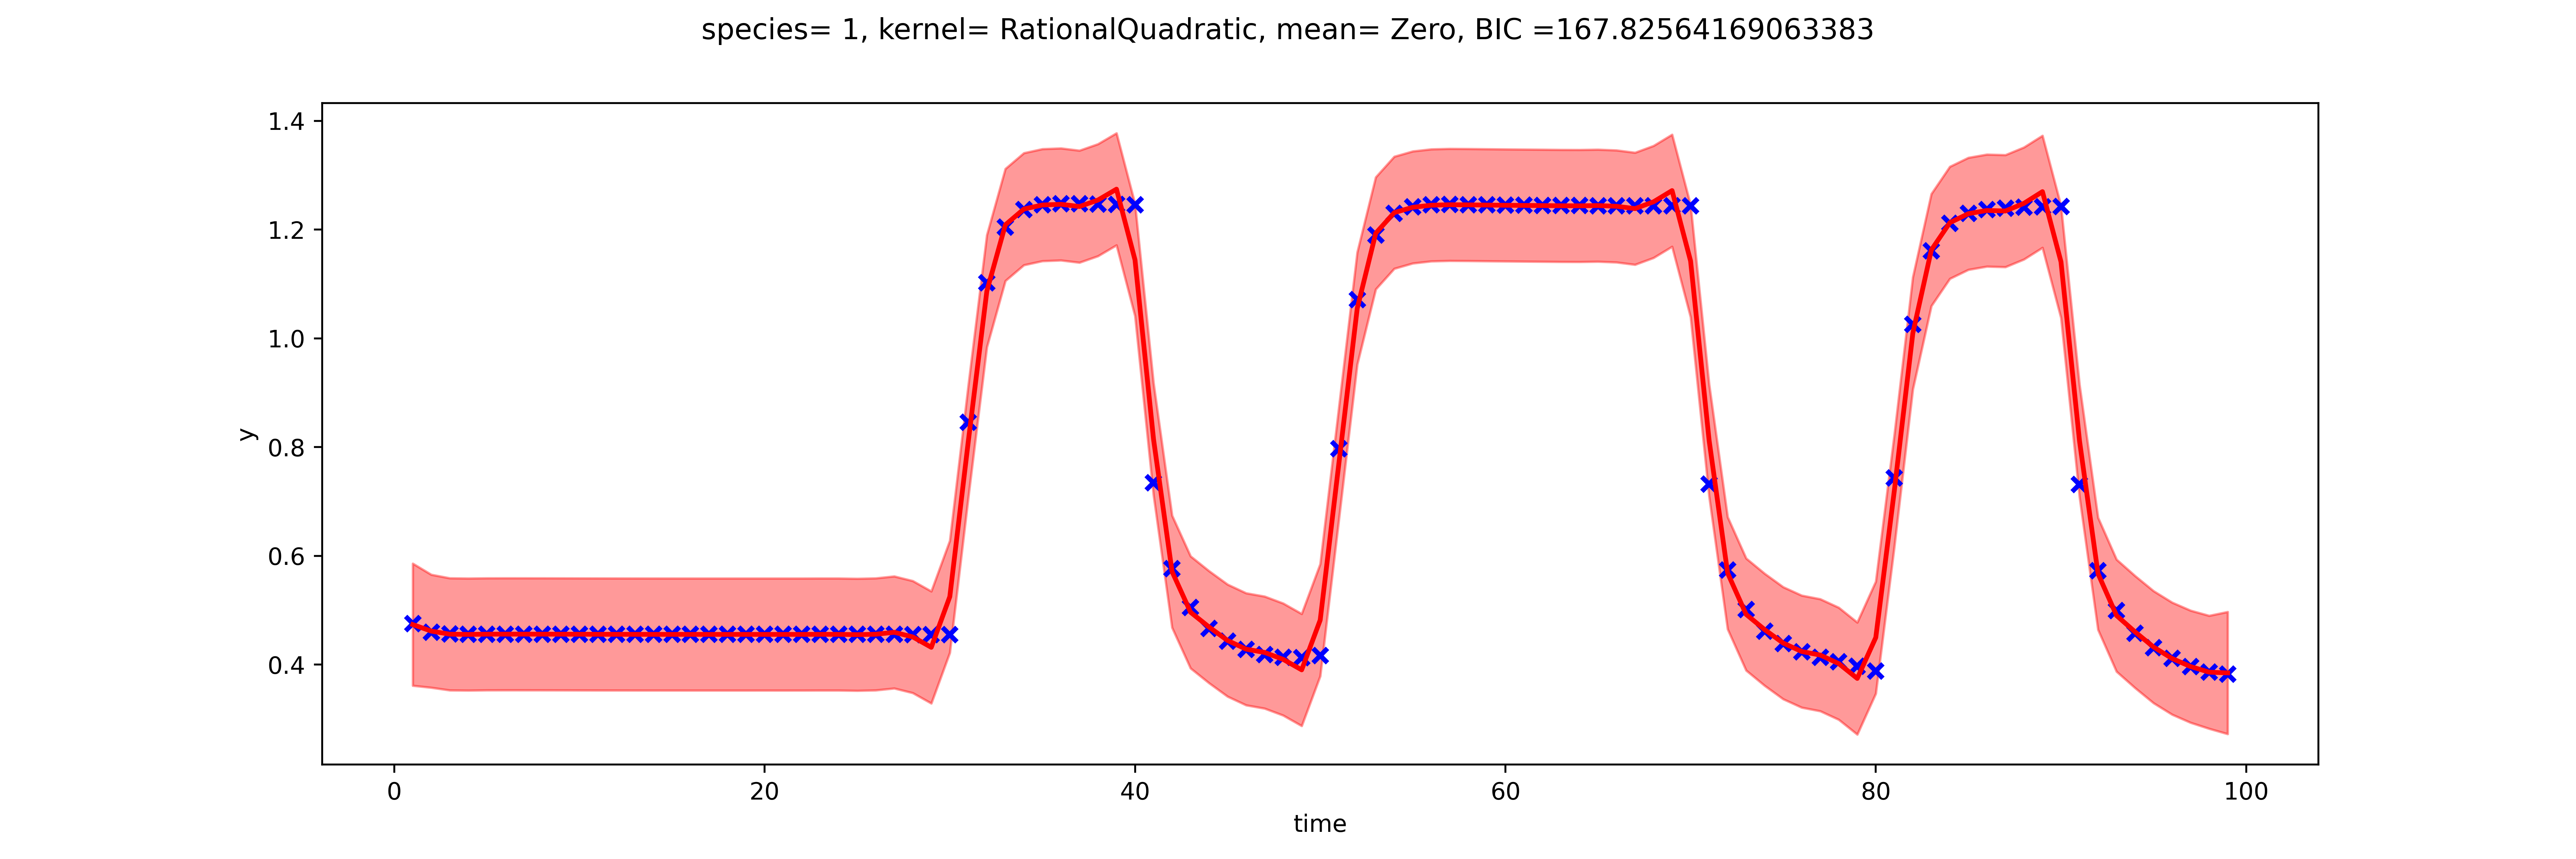 species= 1, kernel= RationalQuadratic, mean= Zero, BIC =167.82564169063383
1.4
1.2
1.0
0.8
0.6
0.4
y
0 20 40 60 80 100
time